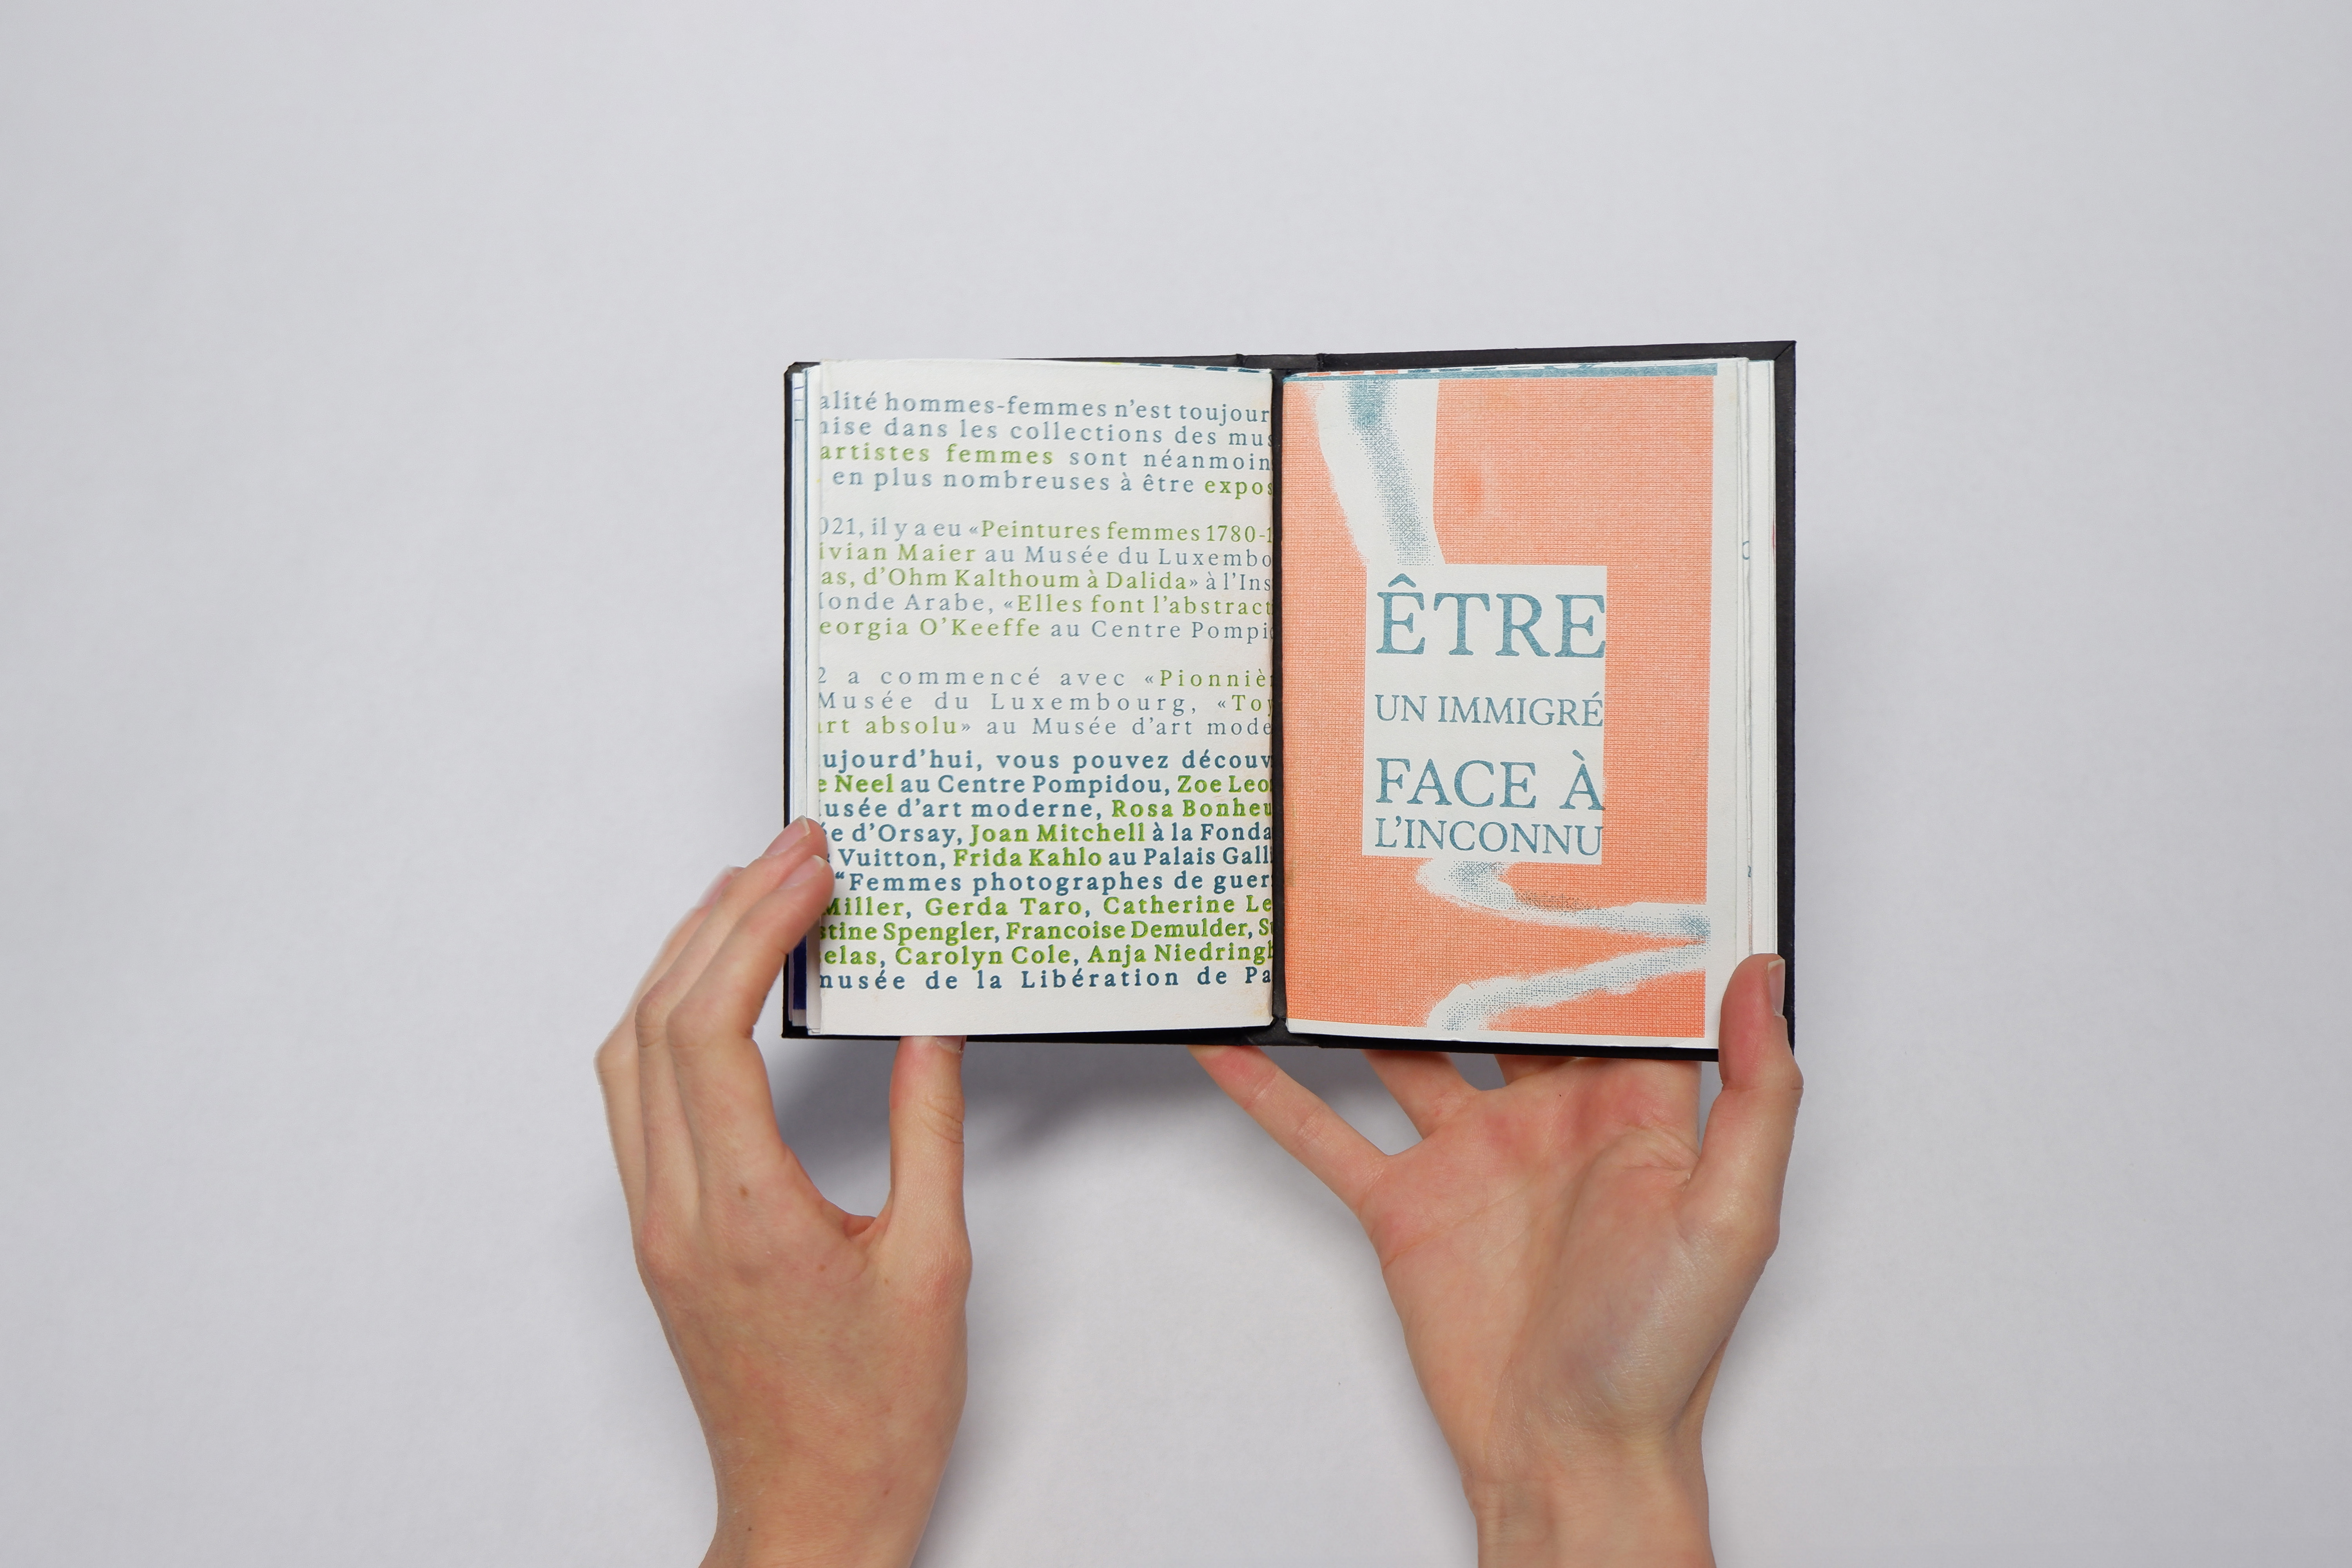 alité hommes-femmes n'est toujour
ise dans les collections des mus
artistes femmes sont néanmoin
en plus nombreuses à être expos
021, il y a eu «Peintures femmes 1780-1
ivian Maier au Musée du Luxembo
as, d'Ohm Kalthoum à Dalida» à l'Ins
onde Arabe, «Elles font l'abstract
eorgia O'Keeffe au Centre Pompi
2 a commencé avec «Pionniè
Musée du Luxembourg, «Toy
art absolu» au Musée d'art mode
ujourd'hui, vous pouvez découv
e Neel au Centre Pompidou, Zoe Leo
usée d'art moderne, Rosa Bonheu
ée d'Orsay, Joan Mitchell à la Fonda
s Vuitton, Frida Kahlo au Palais Galli
“Femmes photographes de guer
Miller, Gerda Taro, Catherine Le
stine Spengler, Francoise Demulder, Su
elas, Carolyn Cole, Anja Niedringh
musée de la Libération de Pa
ÊTRE
UN IMMIGRÉ
FACE À
L'INCONNU